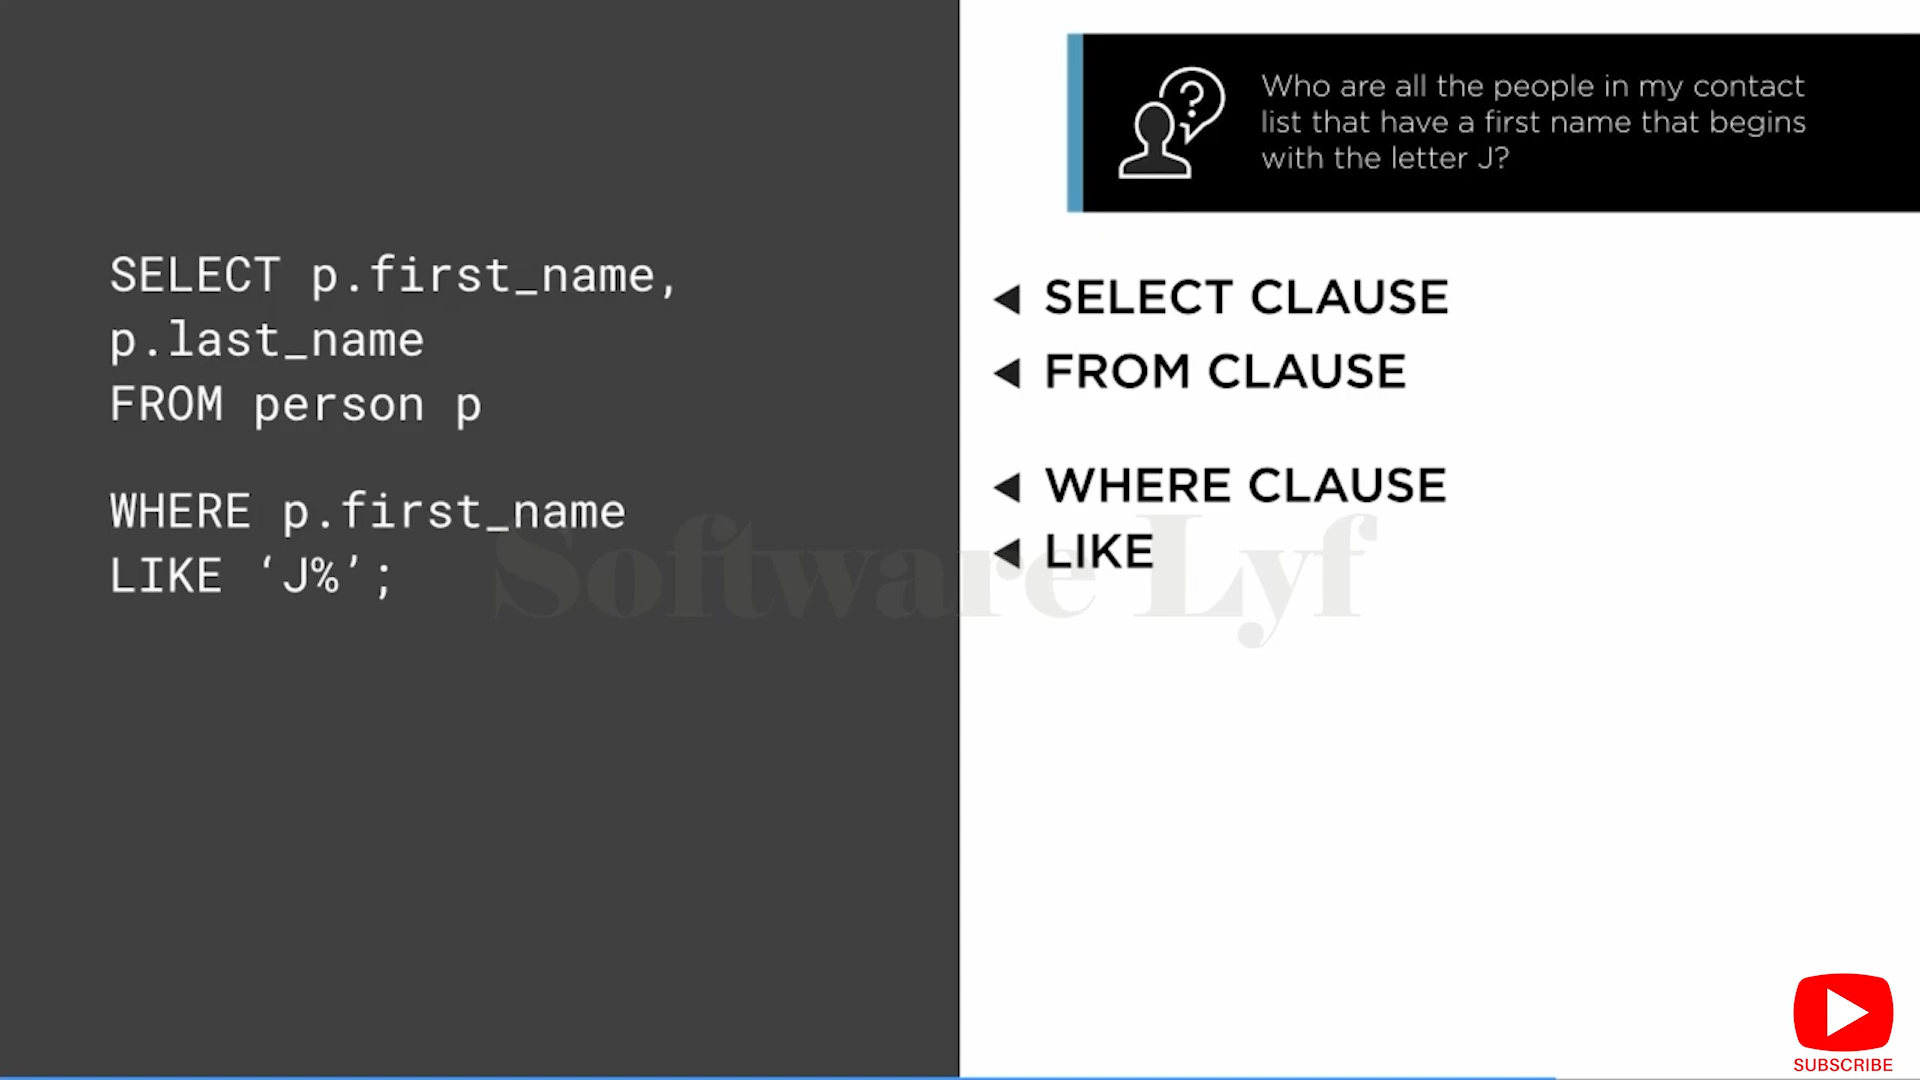 Who are all the people in my contact
list that have a first name that begins
with the letter J?
SELECT p.first_name,
p.last_name
FROM person p
WHERE p.first_name
LIKE ‘J%’;
SELECT CLAUSE
FROM CLAUSE
WHERE CLAUSE
LIKE
Software Lyf
SUBSCRIBE